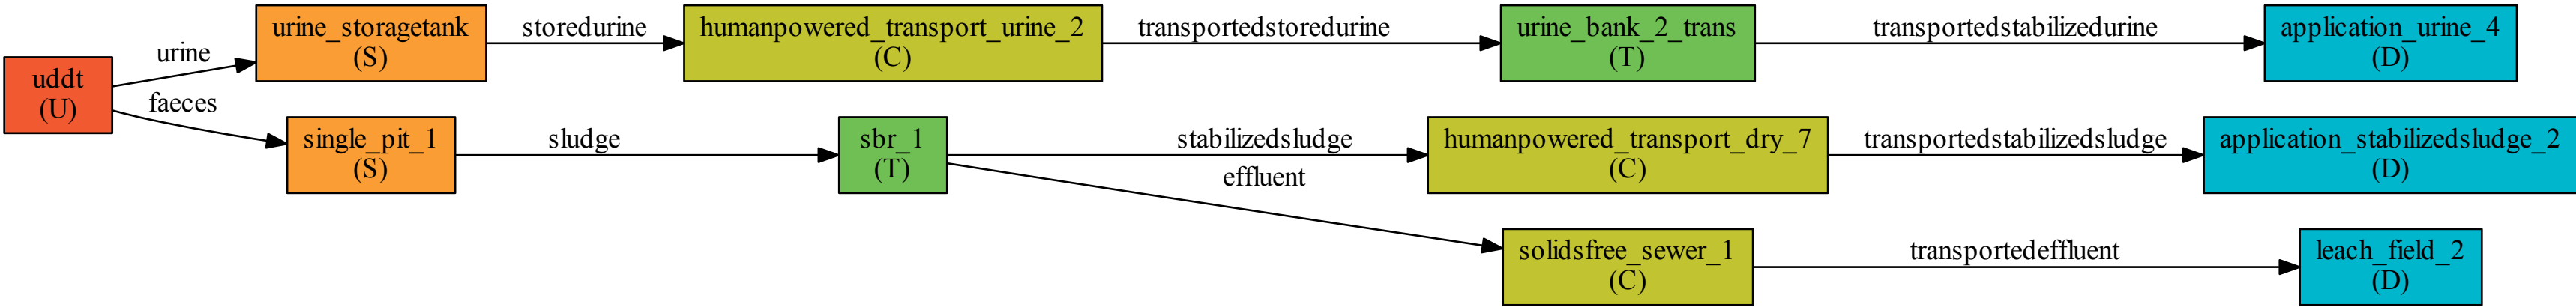 uddt
(U)
urine
faeces
urine_storagetank
(S)
storedurine
humanpowered_transport_urine_2
(C)
transportedstoredurine
urine_bank_2_trans
(T)
transportedstabilizedurine
application_urine_4
(D)
single_pit_1
(S)
sludge
sbr_1
(T)
stabilizedsludge
effluent
humanpowered_transport_dry_7
(C)
transportedstabilizedsludge
application_stabilizedsludge_2
(D)
solidsfree_sewer_1
(C)
transportedeffluent
leach_field_2
(D)